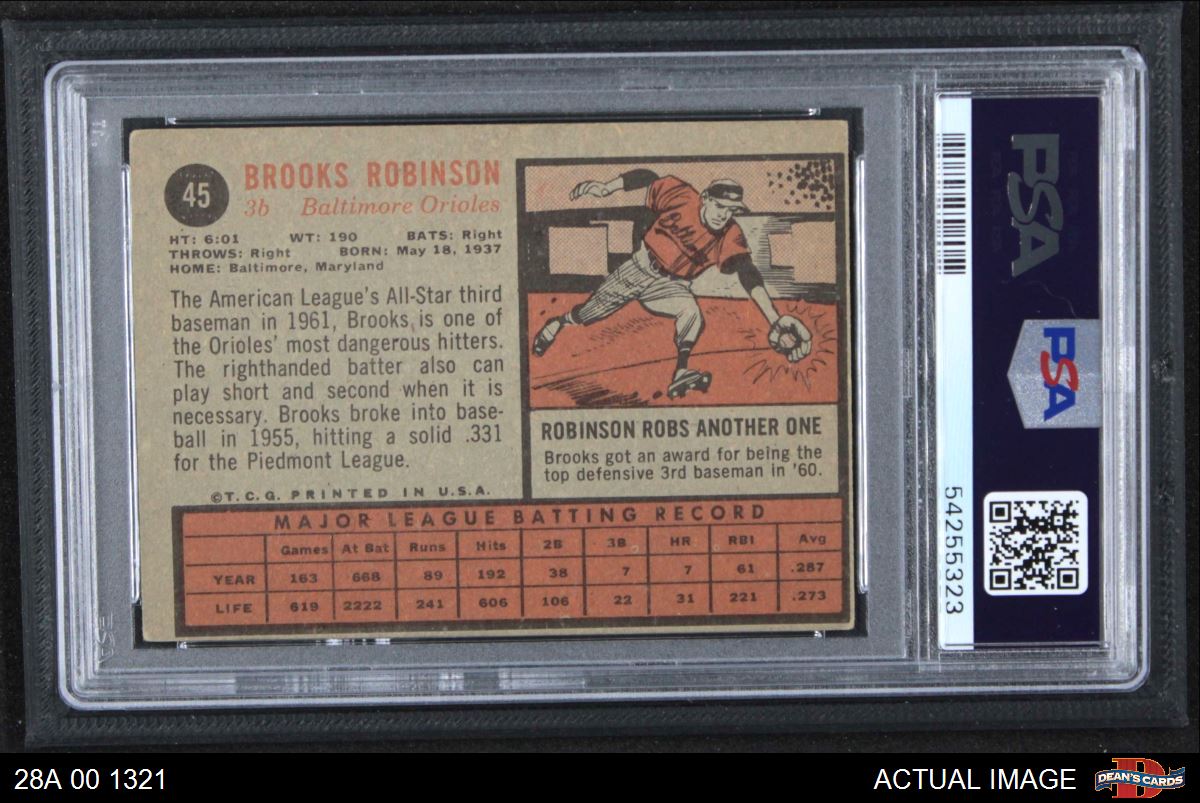 45
BROOKS ROBINSON
3b Baltimore Orioles
HT: 6:01 WT: 190 BATS: Right
THROWS: Right BORN: May 18, 1937
HOME: Baltimore, Maryland
The American League's All-Star third
baseman in 1961, Brooks is one of
the Orioles' most dangerous hitters.
The righthanded batter also can
play short and second when it is
necessary. Brooks broke into base-
ball in 1955, hitting a solid .331
for the Piedmont League.
©T.C.G. PRINTED IN U.S.A.
ROBINSON ROBS ANOTHER ONE
Brooks got an award for being the
top defensive 3rd baseman in '60.
MAJOR LEAGUE BATTING RECORD
Games At Bat Runs Hits 2B 3B HR RBI Avg
YEAR 163 668 89 192 38 7 7 61 .287
LIFE 619 2222 241 606 106 22 31 221 .273
PSA
PSA
54255323
28A 00 1321
ACTUAL IMAGE
DEAN'S CARDS